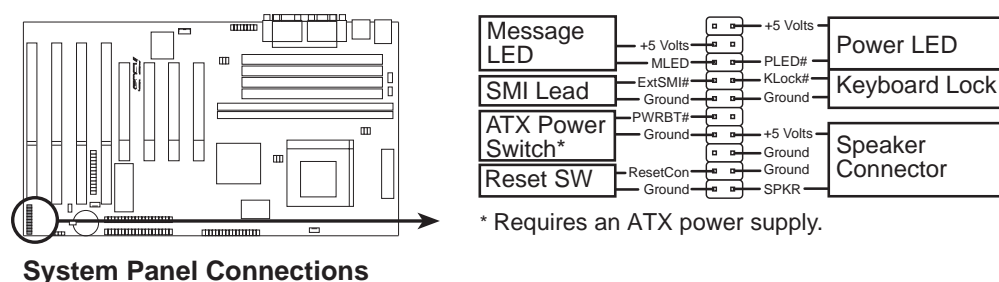 Message
LED
+5 Volts
MLED
SMI Lead
ExtSMI#
Ground
ATX Power
Switch*
PWRBT#
Ground
Reset SW
ResetCon
Ground
+5 Volts
PLED#
Power LED
KLock#
Ground
Keyboard Lock
+5 Volts
Ground
Ground
SPKR
Speaker
Connector
* Requires an ATX power supply.
System Panel Connections